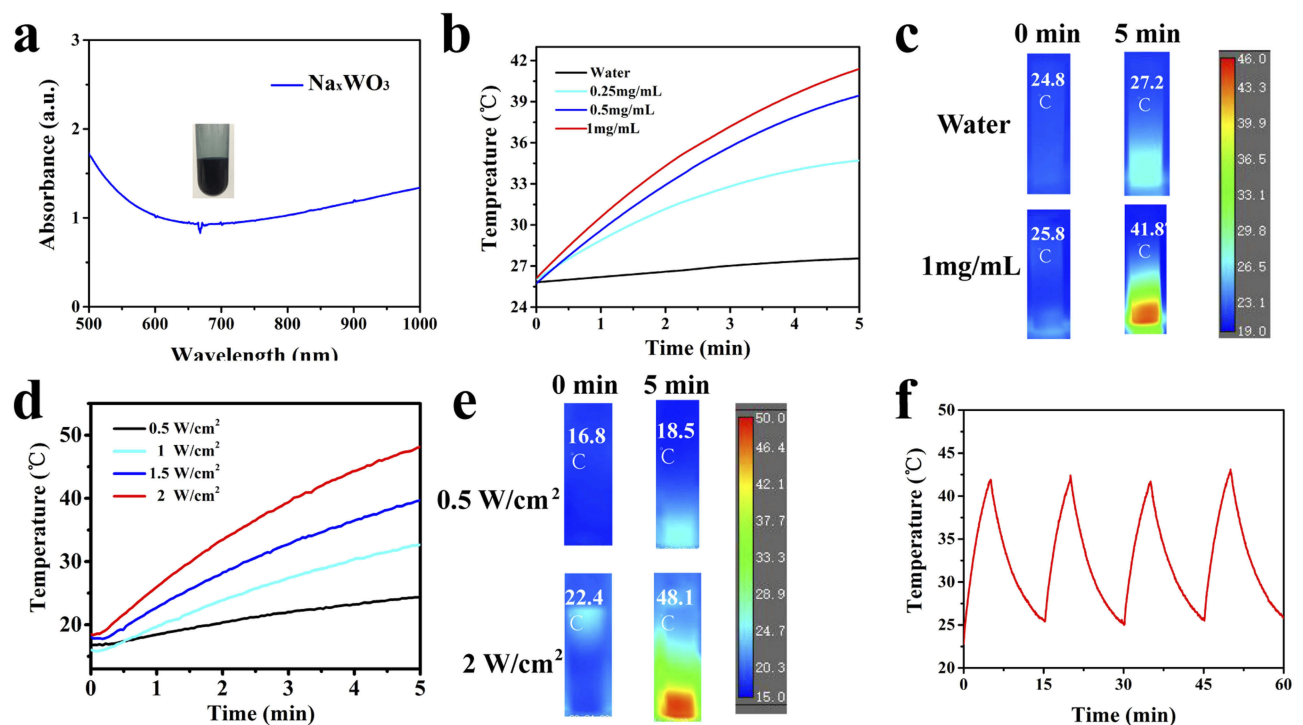 a
3
2
1
0
Absorbance (a.u.)
NaxWO3
500 600 700 800 900 1000
Wavelength (nm)
b
42
39
36
33
30
27
24
Tempreature (℃)
Water
0.25mg/mL
0.5mg/mL
1mg/mL
0 1 2 3 4 5
Time (min)
c
0 min 5 min
Water
24.8
℃
27.2
℃
1mg/mL
25.8
℃
41.8
℃
46.0
43.3
39.9
36.5
33.2
29.8
26.5
23.1
19.0
d
50
40
30
20
Temperature (℃)
0.5 W/cm2
1 W/cm2
1.5 W/cm2
2 W/cm2
0 1 2 3 4 5
Time (min)
e
0 min 5 min
0.5 W/cm2
16.8
℃
18.5
℃
2 W/cm2
22.4
℃
48.1
℃
50.0
46.4
42.1
37.7
33.3
29.0
24.7
20.3
15.0
f
50
45
40
35
30
25
20
Temperature (℃)
0 15 30 45 60
Time (min)